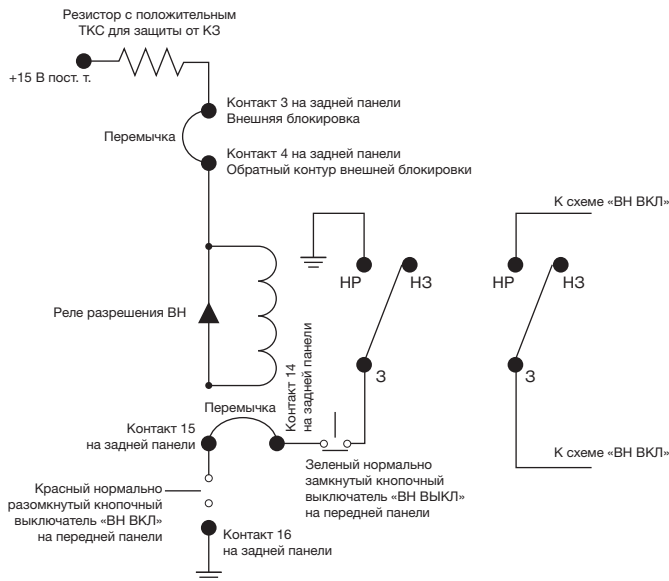 Резистор с положительным
ТКС для защиты от КЗ
+15 В пост. т.
Контакт 3 на задней панели
Внешняя блокировка
Перемычка
Контакт 4 на задней панели
Обратный контур внешней блокировки
К схеме «ВН ВКЛ»
НР
НЗ
НР
НЗ
Реле разрешения ВН
З
З
Контакт 14
на задней панели
Перемычка
Контакт 15
на задней панели
К схеме «ВН ВКЛ»
Зеленый нормально
замкнутый кнопочный
выключатель «ВН ВЫКЛ»
на передней панели
Красный нормально
разомкнутый кнопочный
выключатель «ВН ВКЛ»
на передней панели
Контакт 16
на задней панели